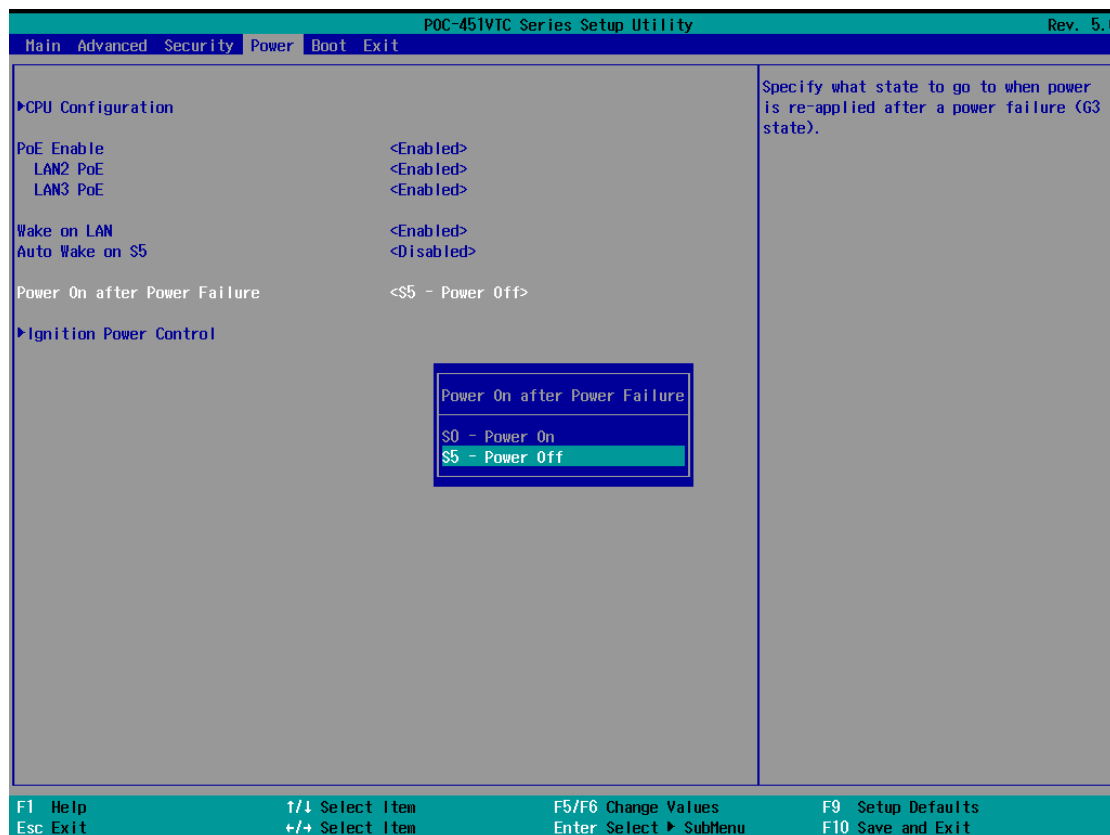 POC-451VTC Series Setup Utility Rev. 5.
Main Advanced Security Power Boot Exit
Specify what state to go to when power
is re-applied after a power failure (G3
state).
▶CPU Configuration
PoE Enable <Enabled>
LAN2 PoE <Enabled>
LAN3 PoE <Enabled>
Wake on LAN <Enabled>
Auto Wake on S5 <Disabled>
Power On after Power Failure <S5 - Power Off>
▶Ignition Power Control
Power On after Power Failure
S0 - Power On
S5 - Power Off
F1 Help ↑/↓ Select Item F5/F6 Change Values F9 Setup Defaults
Esc Exit ←/→ Select Item Enter Select ▶ SubMenu F10 Save and Exit